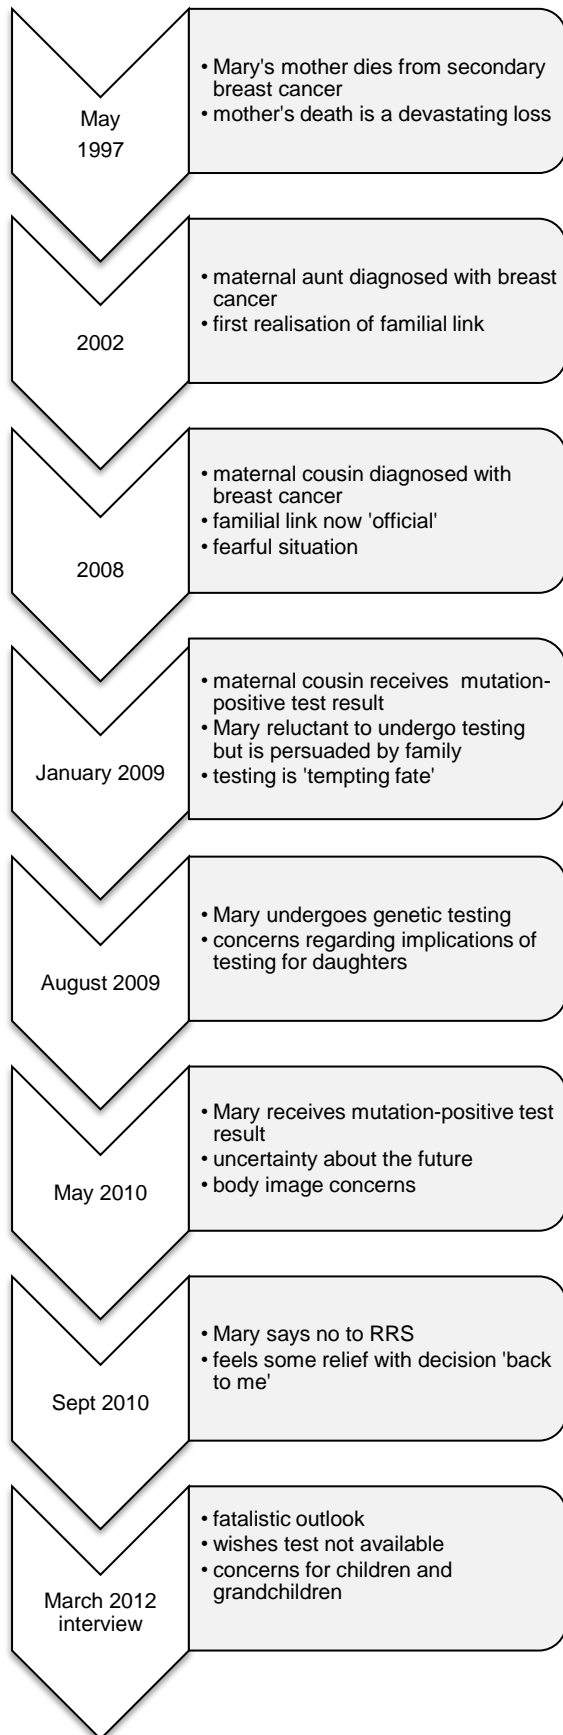 May
1997
• Mary's mother dies from secondary
breast cancer
• mother's death is a devastating loss
2002
• maternal aunt diagnosed with breast
cancer
• first realisation of familial link
2008
• maternal cousin diagnosed with
breast cancer
• familial link now 'official'
• fearful situation
January 2009
• maternal cousin receives mutation-
positive test result
• Mary reluctant to undergo testing
but is persuaded by family
• testing is 'tempting fate'
August 2009
• Mary undergoes genetic testing
• concerns regarding implications of
testing for daughters
May 2010
• Mary receives mutation-positive test
result
• uncertainty about the future
• body image concerns
Sept 2010
• Mary says no to RRS
• feels some relief with decision 'back
to me'
March 2012
interview
• fatalistic outlook
• wishes test not available
• concerns for children and
grandchildren